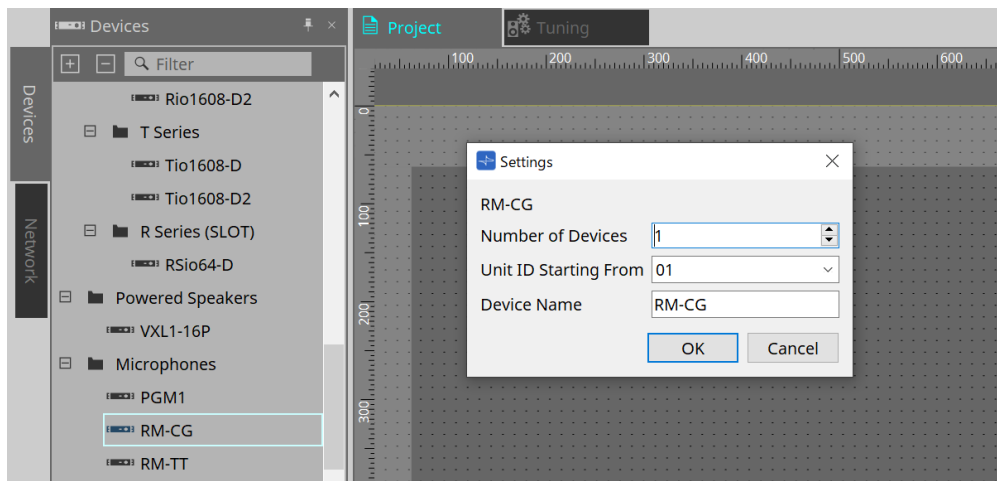 Devices
Filter
Devices
Network
Rio1608-D2
T Series
Tio1608-D
Tio1608-D2
R Series (SLOT)
RSio64-D
Powered Speakers
VXL1-16P
Microphones
PGM1
RM-CG
RM-TT
Project
Tuning
100 200 300 400 500 600
0
100
200
300
Settings
RM-CG
Number of Devices 1
Unit ID Starting From 01
Device Name RM-CG
OK Cancel